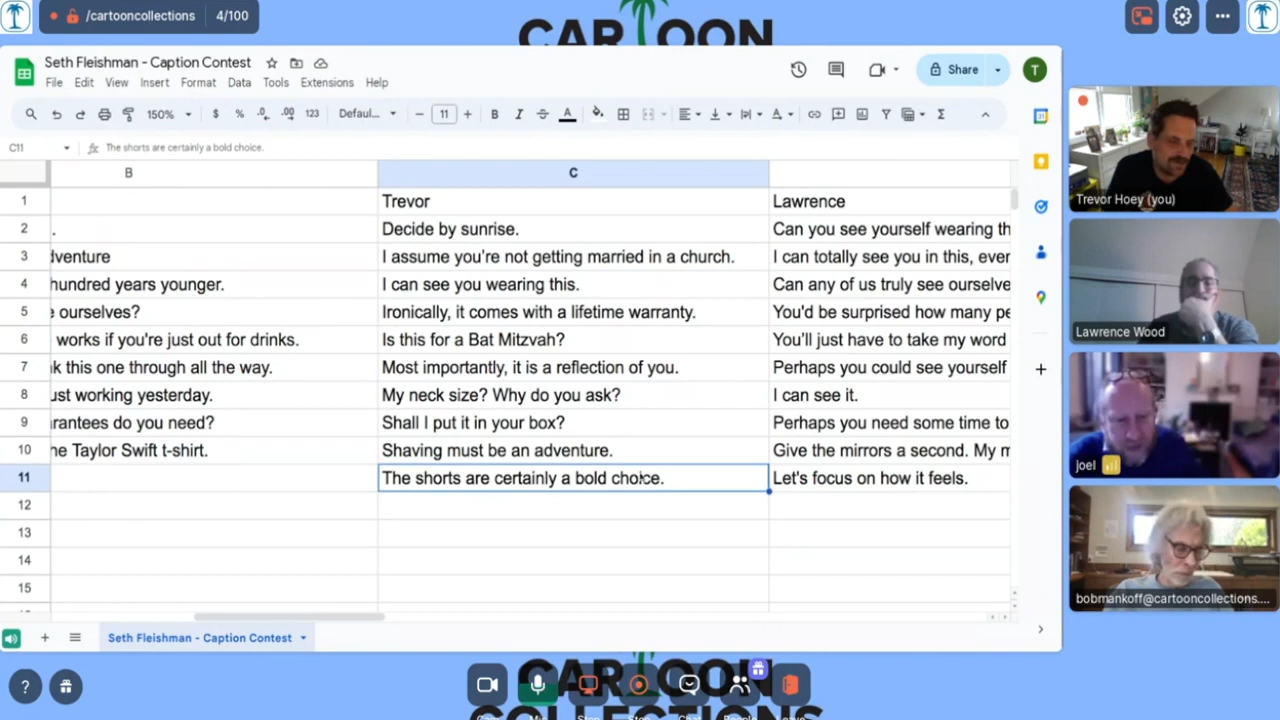 /cartooncollections 4/100
CARTOON
Seth Fleishman - Caption Contest
File Edit View Insert Format Data Tools Extensions Help
Share
T
150% $ % .0 .00 123 Defaul... 11 B I A
C11 The shorts are certainly a bold choice.
B C
1 Trevor Lawrence
2 . Decide by sunrise. Can you see yourself wearing th
3 dventure I assume you're not getting married in a church. I can totally see you in this, ever
4 hundred years younger. I can see you wearing this. Can any of us truly see ourselve
5 e ourselves? Ironically, it comes with a lifetime warranty. You'd be surprised how many pe
6 works if you're just out for drinks. Is this for a Bat Mitzvah? You'll just have to take my word
7 k this one through all the way. Most importantly, it is a reflection of you. Perhaps you could see yourself
8 ust working yesterday. My neck size? Why do you ask? I can see it.
9 rantees do you need? Shall I put it in your box? Perhaps you need some time to
10 ne Taylor Swift t-shirt. Shaving must be an adventure. Give the mirrors a second. My m
11 The shorts are certainly a bold choice. Let's focus on how it feels.
12
13
14
15
Seth Fleishman - Caption Contest
Trevor Hoey (you)
Lawrence Wood
joel
bobmankoff@cartooncollections....
CARTOON
COLLECTIONS
?